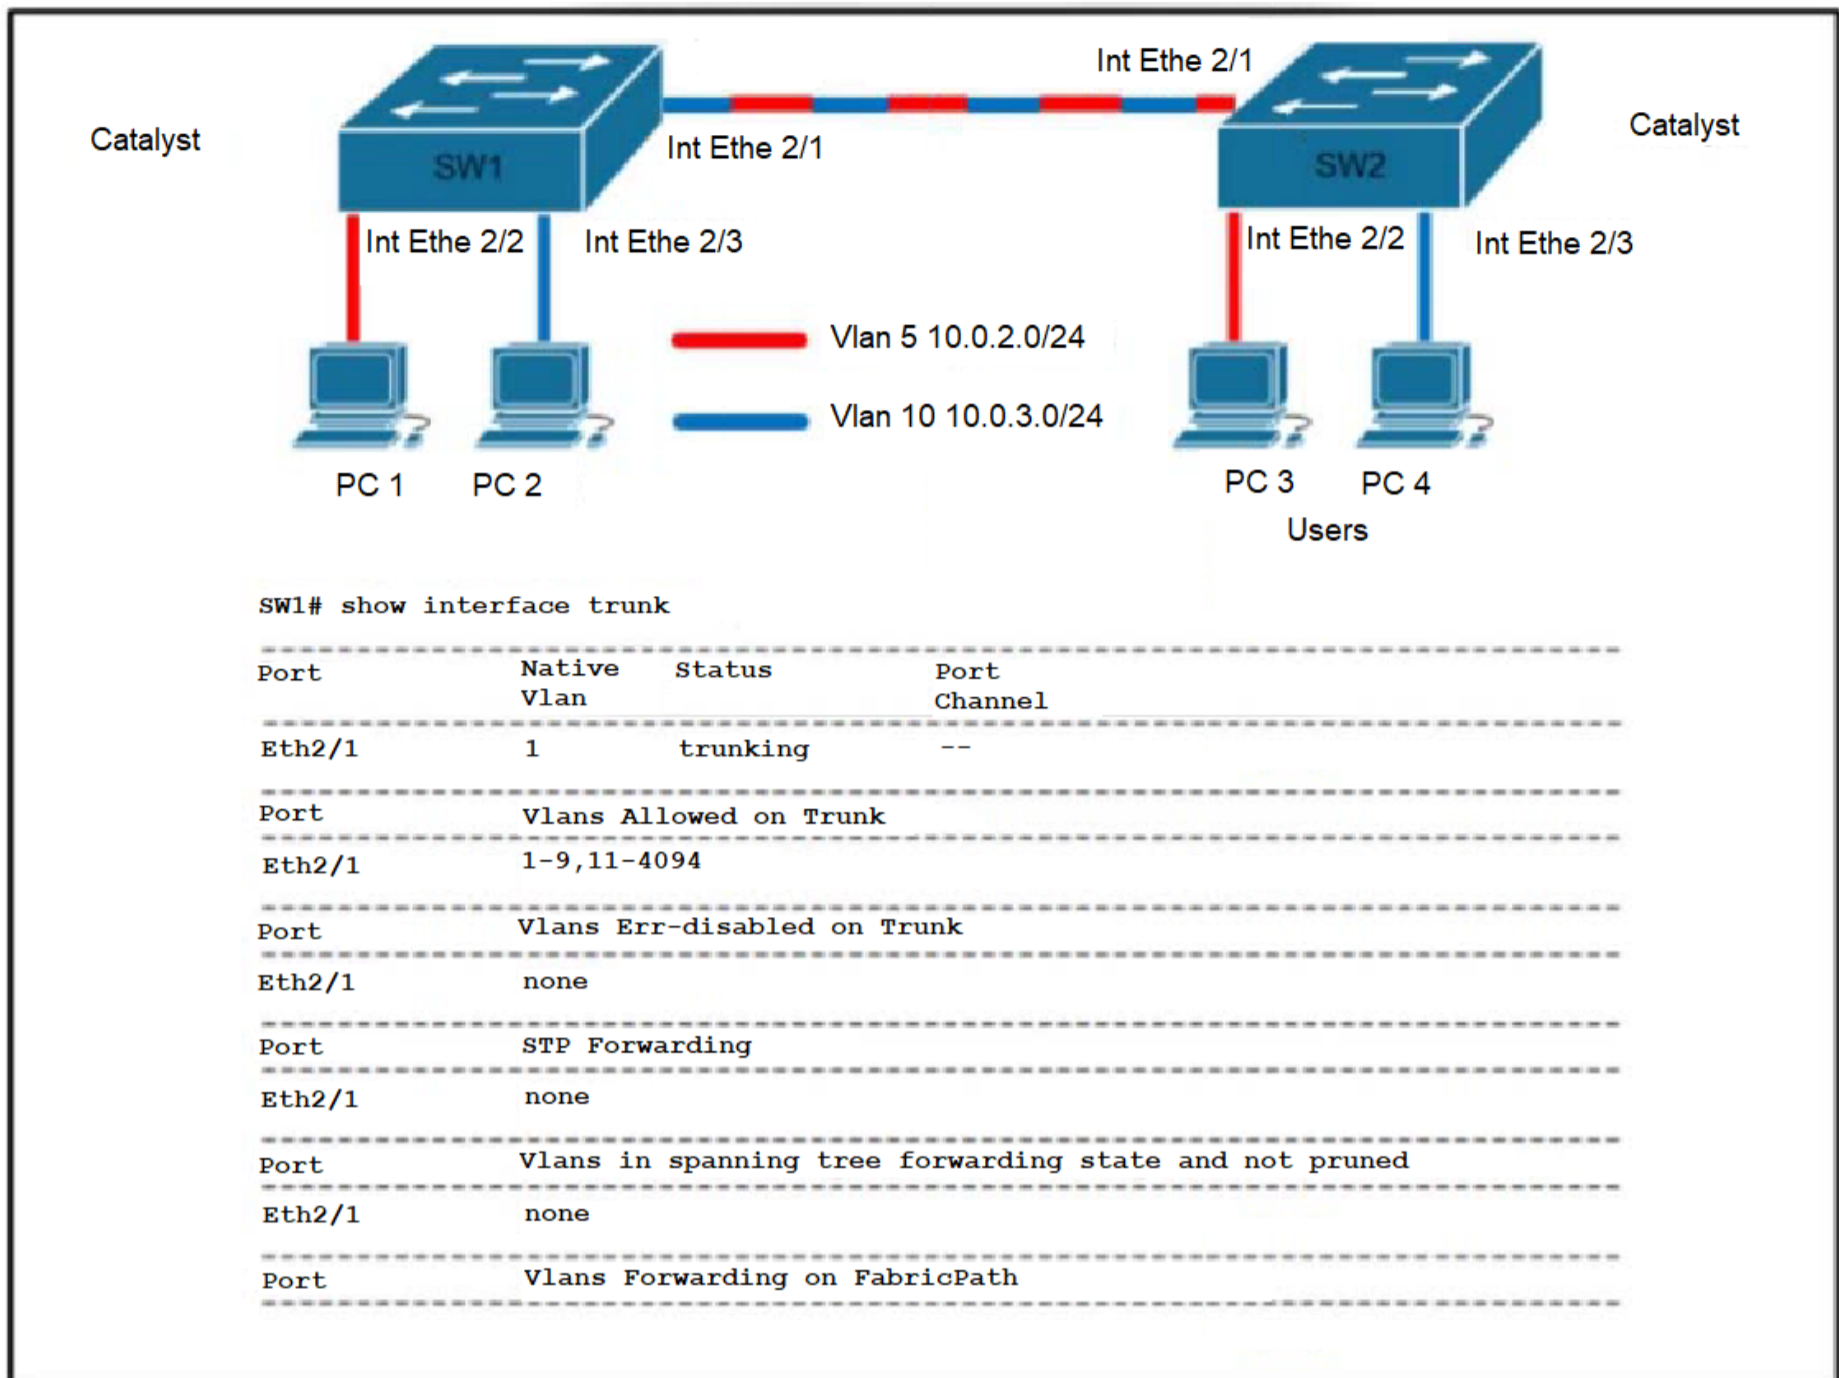 Int Ethe 2/1
Catalyst
Catalyst
Int Ethe 2/1
SW1
SW2
Int Ethe 2/2
Int Ethe 2/3
Int Ethe 2/2
Int Ethe 2/3
Vlan 5 10.0.2.0/24
Vlan 10 10.0.3.0/24
PC 1
PC 2
PC 3
PC 4
Users
SW1# show interface trunk
Port Native Status Port
Vlan Channel
Eth2/1 1 trunking --
Port Vlans Allowed on Trunk
Eth2/1 1-9,11-4094
Port Vlans Err-disabled on Trunk
Eth2/1 none
Port STP Forwarding
Eth2/1 none
Port Vlans in spanning tree forwarding state and not pruned
Eth2/1 none
Port Vlans Forwarding on FabricPath